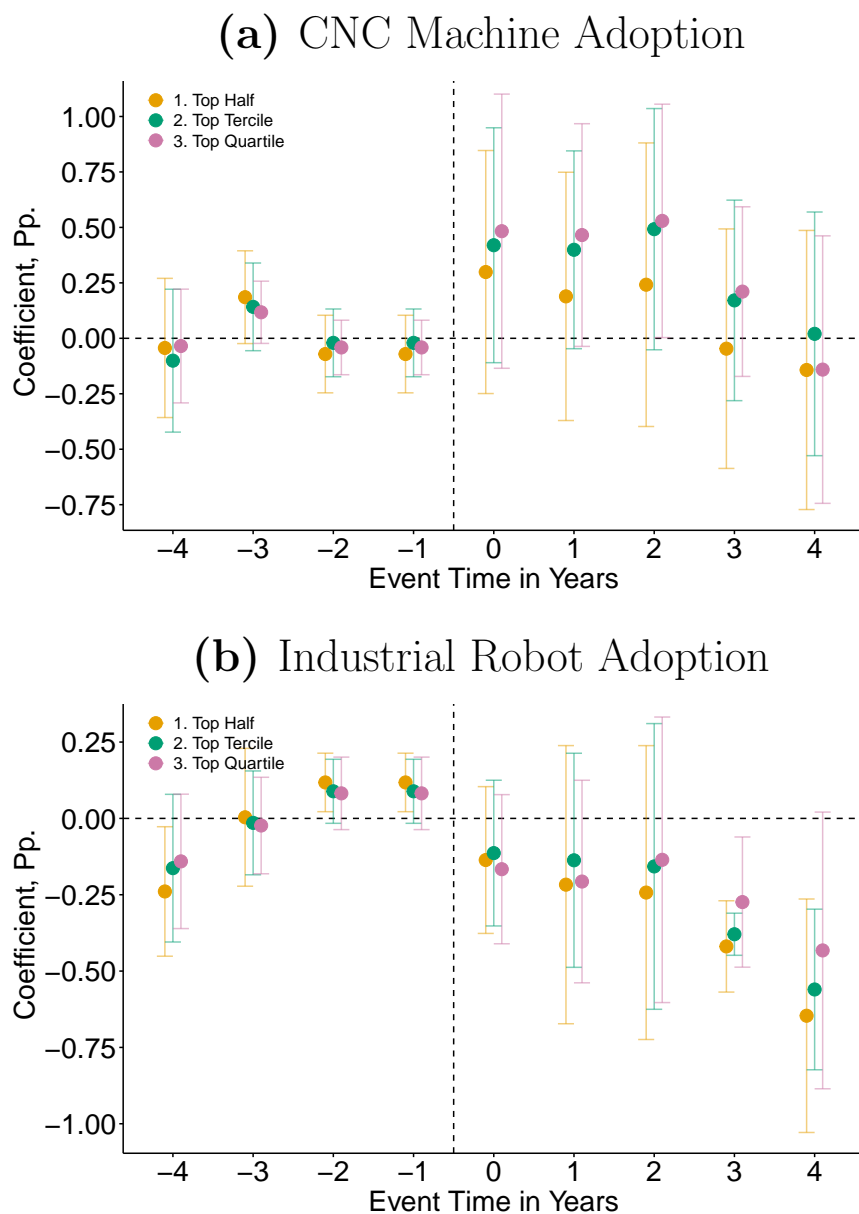 (a) CNC Machine Adoption
1. Top Half
2. Top Tercile
3. Top Quartile
Coefficient, Pp.
1.00
0.75
0.50
0.25
0.00
−0.25
−0.50
−0.75
−4 −3 −2 −1 0 1 2 3 4
Event Time in Years
(b) Industrial Robot Adoption
1. Top Half
2. Top Tercile
3. Top Quartile
Coefficient, Pp.
0.25
0.00
−0.25
−0.50
−0.75
−1.00
−4 −3 −2 −1 0 1 2 3 4
Event Time in Years